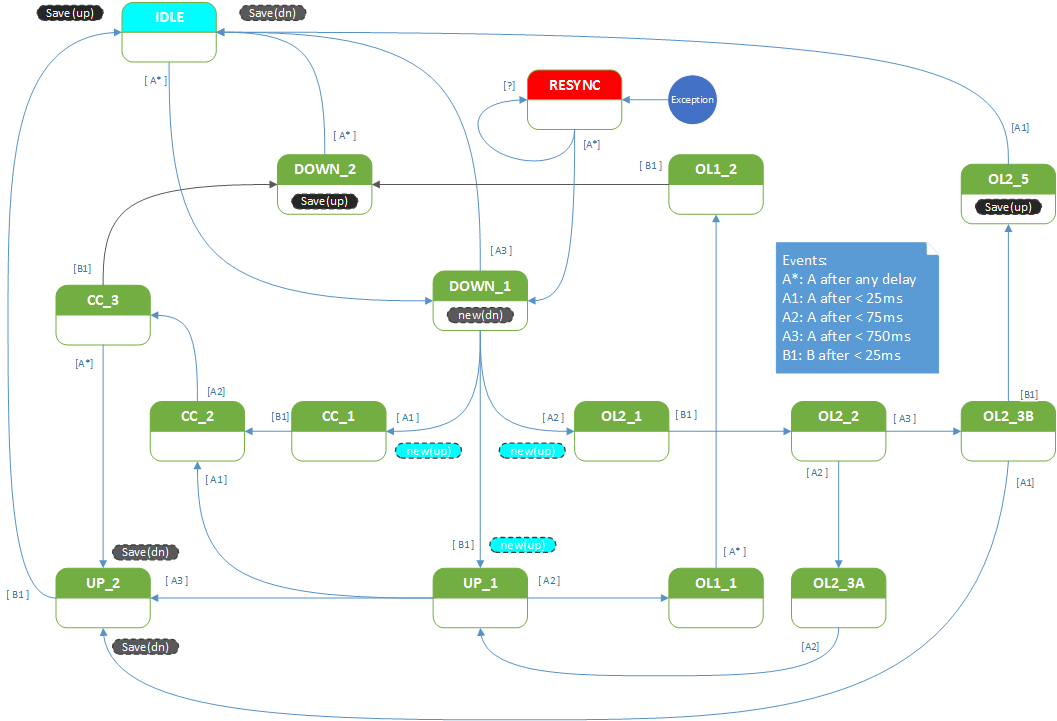 Save(up)
IDLE
Save(dn)
[ A* ]
[?]
RESYNC
Exception
[A1]
[ A* ]
[A*]
DOWN_2
Save(up)
[ B1 ]
OL1_2
OL2_5
Save(up)
[B1]
[ A3 ]
Events:
A*: A after any delay
A1: A after < 25ms
A2: A after < 75ms
A3: A after < 750ms
B1: B after < 25ms
CC_3
DOWN_1
new(dn)
[A*]
[A2]
[B1]
CC_2
[B1]
CC_1
[ A1 ]
new(up)
[A2]
new(up)
OL2_1
[ B1 ]
OL2_2
[ A3 ]
OL2_3B
[ A1 ]
[A2 ]
[A1]
Save(dn)
[ B1 ]
new(up)
[ A* ]
[ B1 ]
UP_2
[ A3 ]
UP_1
[A2 ]
OL1_1
OL2_3A
Save(dn)
[A2]